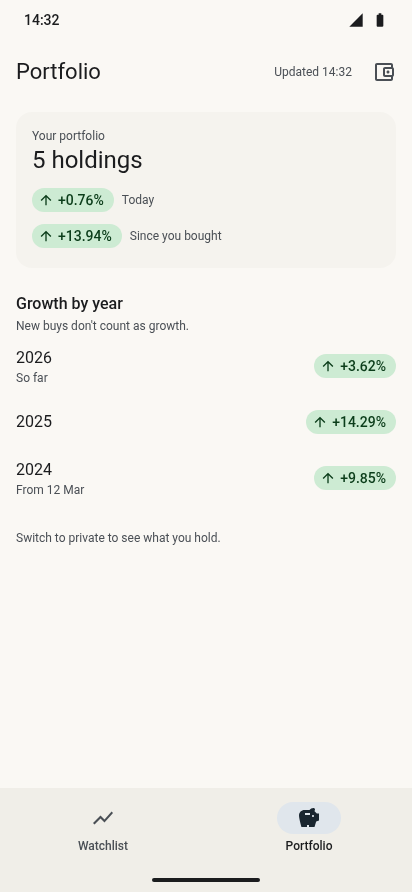 14:32
Portfolio
Updated 14:32
Your portfolio
5 holdings
+0.76% Today
+13.94% Since you bought
Growth by year
New buys don't count as growth.
2026
So far
+3.62%
2025
+14.29%
2024
From 12 Mar
+9.85%
Switch to private to see what you hold.
Watchlist
Portfolio